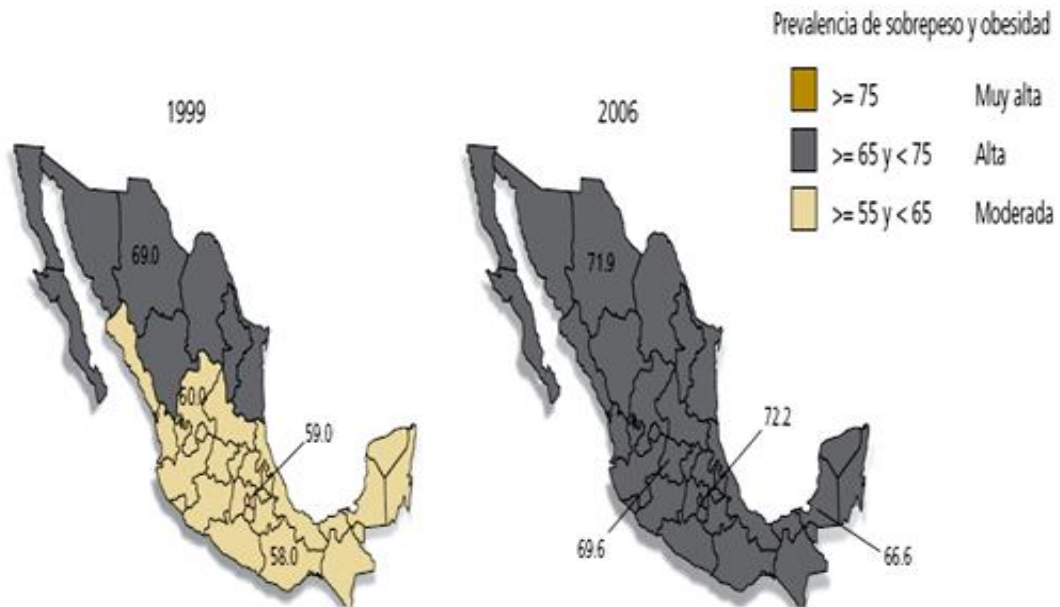 Prevalencia de sobrepeso y obesidad
>= 75 Muy alta
>= 65 y < 75 Alta
>= 55 y < 65 Moderada
1999
69.0
60.0
59.0
58.0
2006
71.9
72.2
69.6
66.6